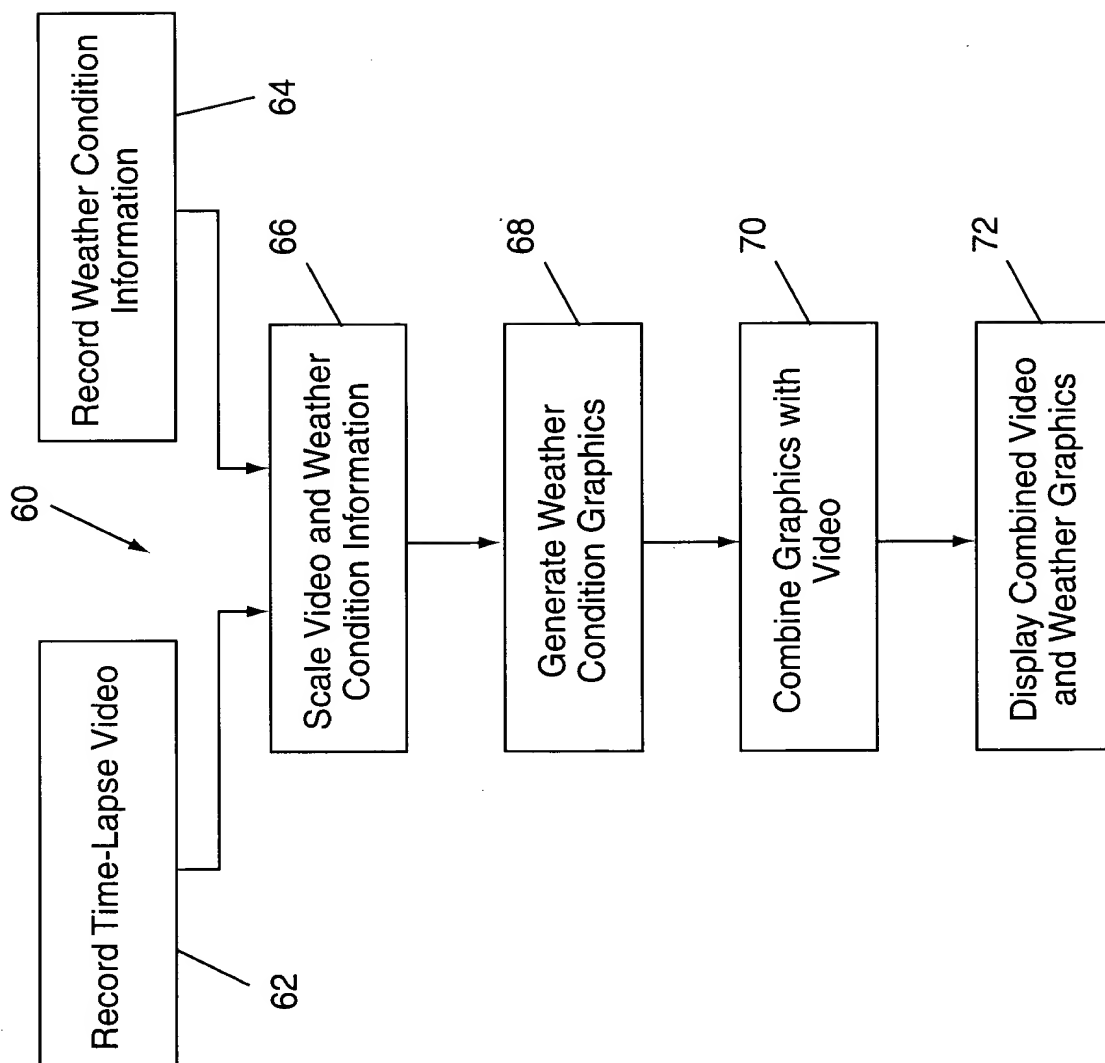 60
Record Time-Lapse Video
62
Record Weather Condition
Information
64
Scale Video and Weather
Condition Information
66
Generate Weather
Condition Graphics
68
Combine Graphics with
Video
70
Display Combined Video
and Weather Graphics
72